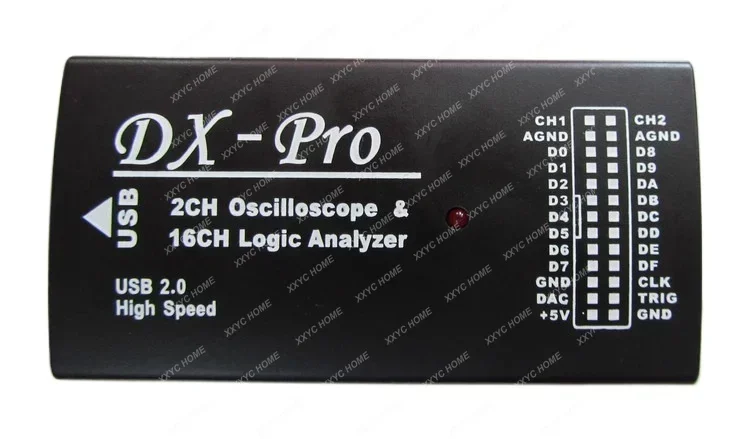 DX-Pro
USB
2CH Oscilloscope &
16CH Logic Analyzer
USB 2.0
High Speed
CH1 CH2
AGND AGND
D0 D8
D1 D9
D2 DA
D3 DB
D4 DC
D5 DD
D6 DE
D7 DF
GND CLK
DAC TRIG
+5V GND
XXYC HOME